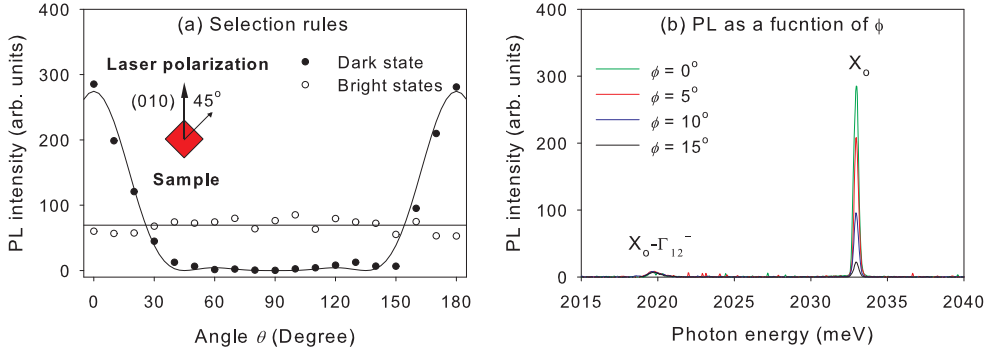 (a) Selection rules
400
300
200
100
0
PL intensity (arb. units)
Laser polarization
(010)
45°
Sample
Dark state
Bright states
0 30 60 90 120 150 180
Angle θ (Degree)
(b) PL as a fucntion of ϕ
400
300
200
100
0
PL intensity (arb. units)
ϕ = 0°
ϕ = 5°
ϕ = 10°
ϕ = 15°
Xₒ
Xₒ-Γ₁₂⁻
2015 2020 2025 2030 2035 2040
Photon energy (meV)